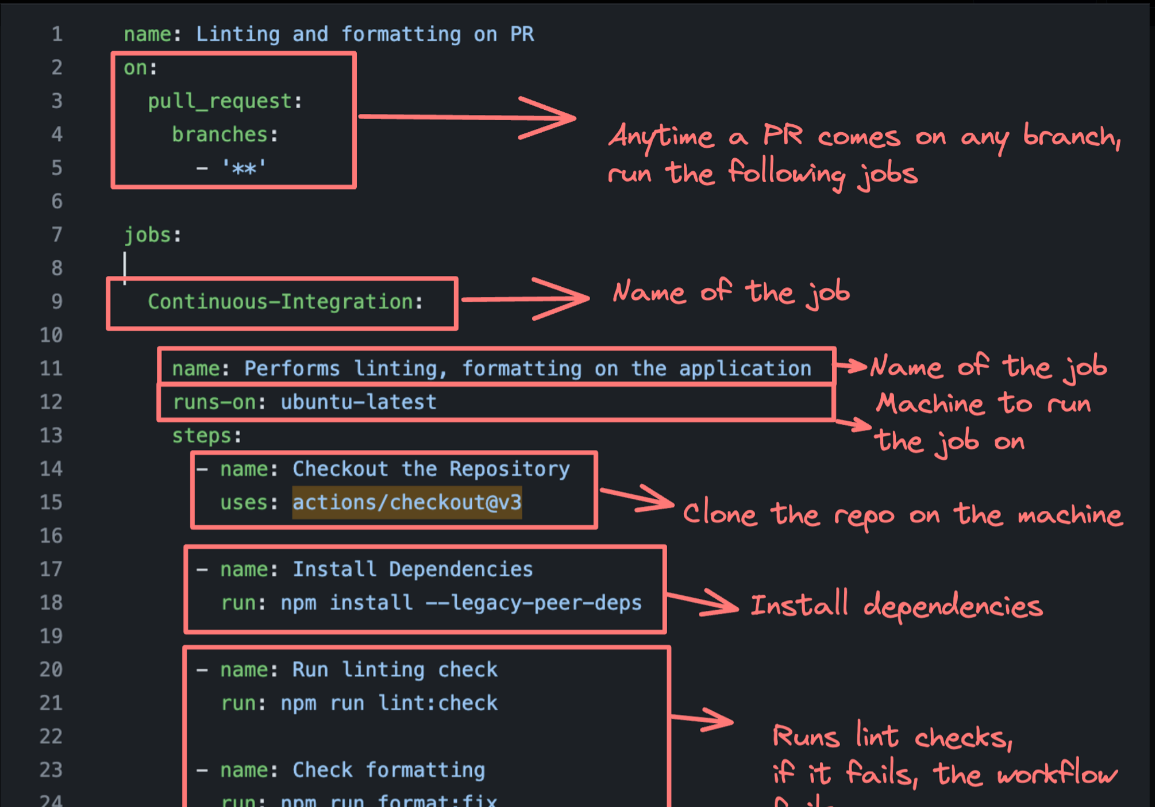 1 name: Linting and formatting on PR
2 on:
3 pull_request:
4 branches:
5 - '**'
6
7 jobs:
8
9 Continuous-Integration:
10
11 name: Performs linting, formatting on the application
12 runs-on: ubuntu-latest
13 steps:
14 - name: Checkout the Repository
15 uses: actions/checkout@v3
16
17 - name: Install Dependencies
18 run: npm install --legacy-peer-deps
19
20 - name: Run linting check
21 run: npm run lint:check
22
23 - name: Check formatting
24 run: npm run format:fix
Anytime a PR comes on any branch,
run the following jobs
Name of the job
Name of the job
Machine to run
the job on
Clone the repo on the machine
Install dependencies
Runs lint checks,
if it fails, the workflow